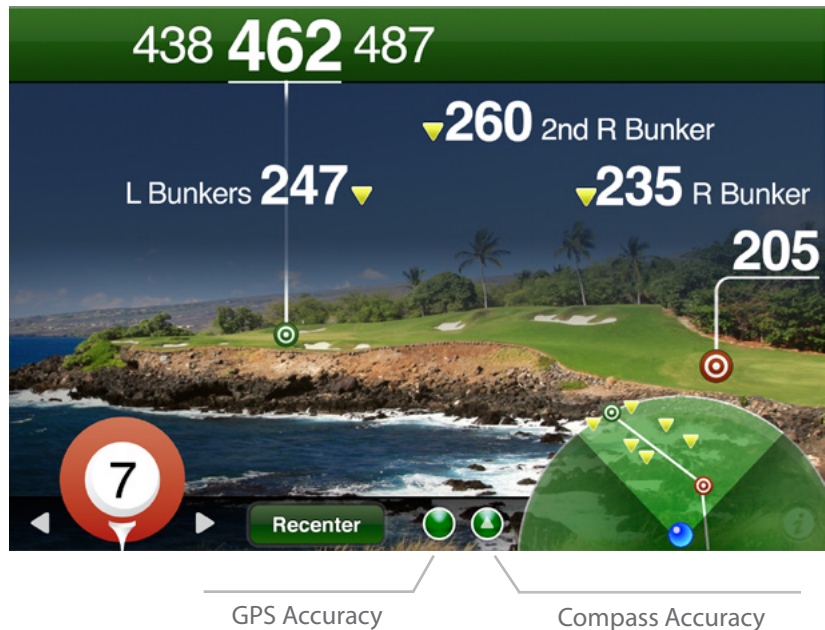 438 462 487
260 2nd R Bunker
L Bunkers 247
235 R Bunker
205
7
Recenter
i
GPS Accuracy
Compass Accuracy